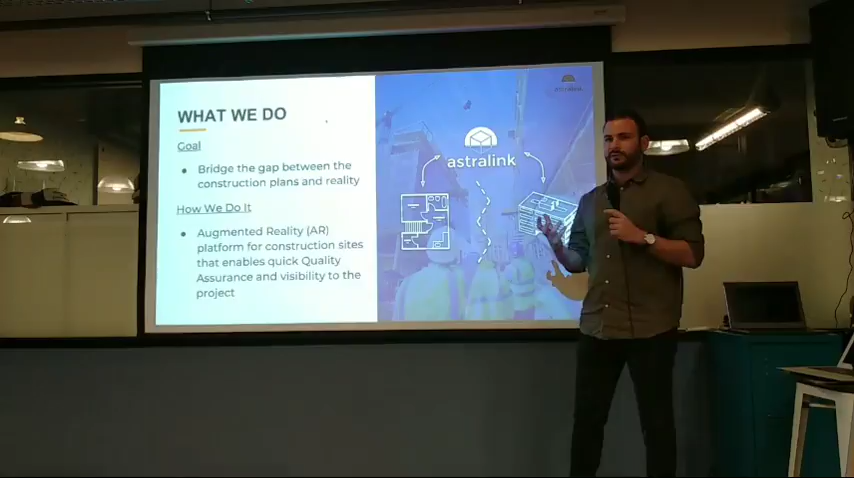 WHAT WE DO
Goal
Bridge the gap between the
construction plans and reality
How We Do It
Augmented Reality (AR)
platform for construction sites
that enables quick Quality
Assurance and visibility to the
project
astralink
astralink